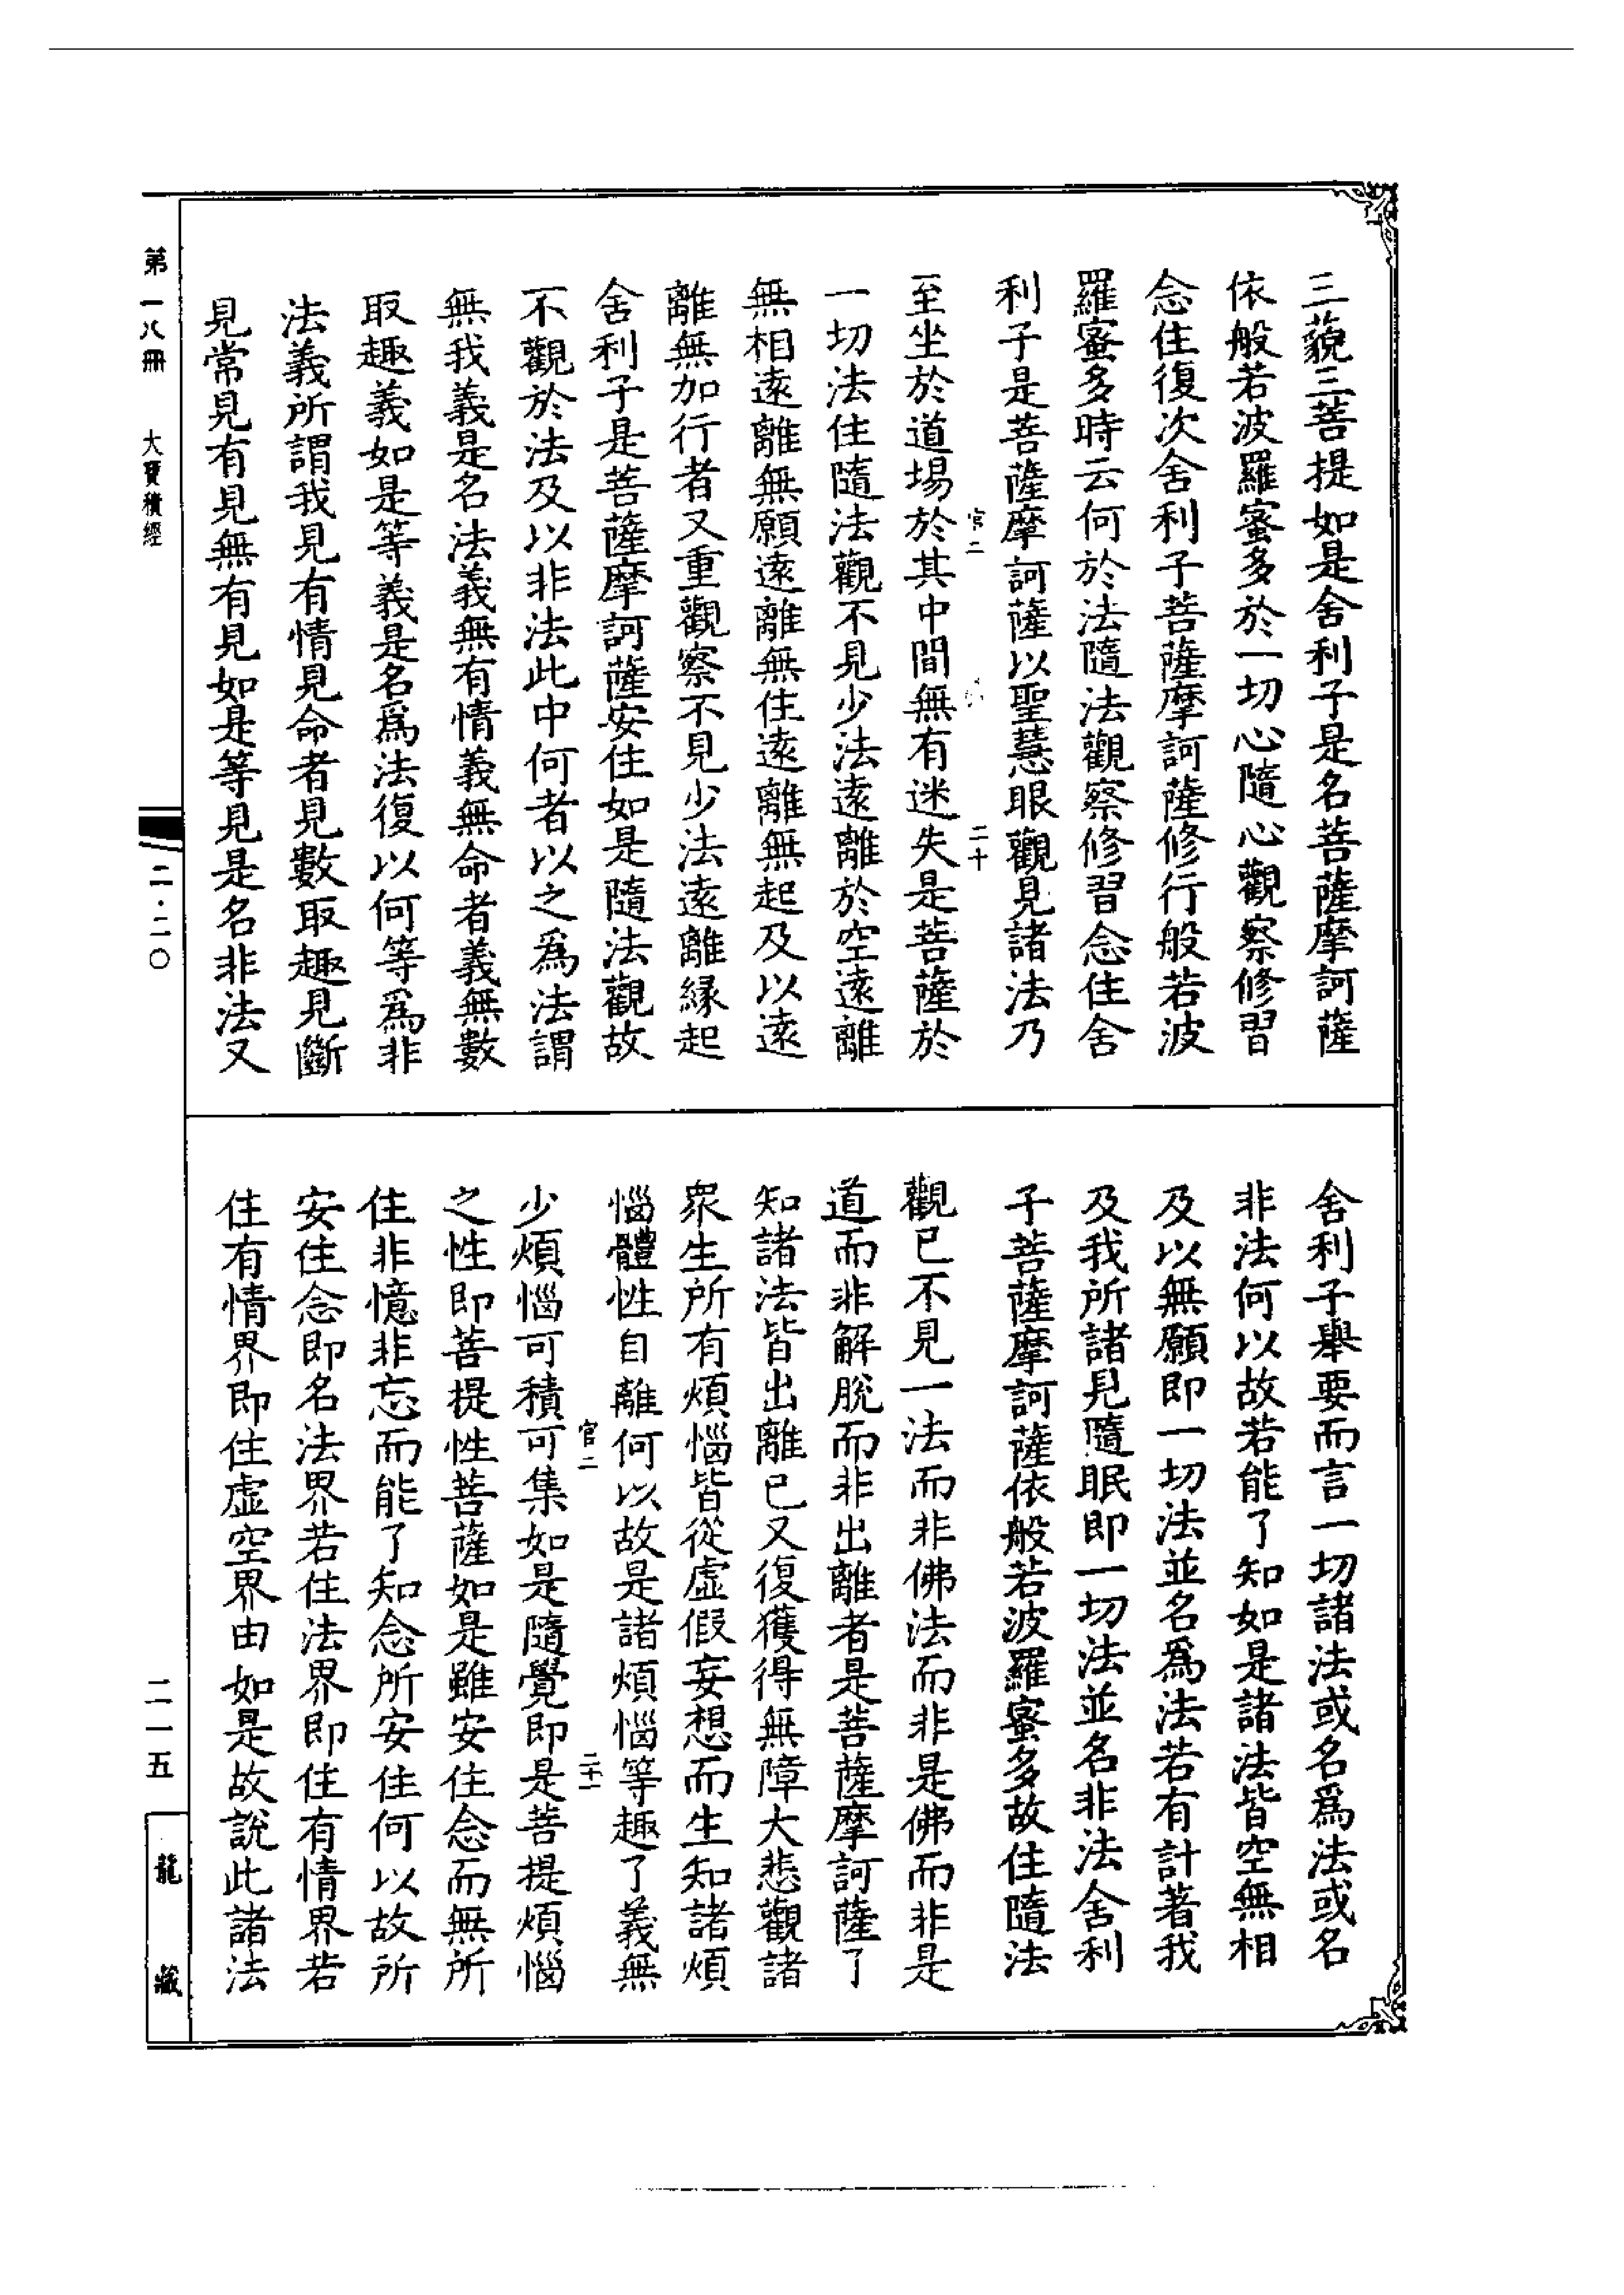 三藐三菩提如是舍利子是名菩薩摩訶薩
依般若波羅蜜多於一切心隨心觀察修習
念住復次舍利子菩薩摩訶薩修行般若波
羅蜜多時云何於法隨法觀察修習念住舍
利子是菩薩摩訶薩以聖慧眼觀見諸法乃
官二 二十
至坐於道場於其中間無有迷失是菩薩於
一切法住隨法觀不見少法遠離於空遠離
無相遠離無願遠離無住遠離無起及以遠
離無加行者又重觀察不見少法遠離緣起
舍利子是菩薩摩訶薩安住如是隨法觀故
不觀於法及以非法此中何者以之為法謂
無我義是名法義無有情義無命者義無數
取趣義如是等義是名爲法復以何等爲非
法義所謂我見有情見命者見數取趣見斷
見常見有見無有見如是等見是名非法又
舍利子舉要而言一切諸法或名爲法或名
非法何以故若能了知如是諸法皆空無相
及以無願即一切法並名爲法若有計著我
及我所諸見隨眠即一切法並名非法舍利
子菩薩摩訶薩依般若波羅蜜多故住隨法
觀已不見一法而非佛法而非是佛而非是
道而非解脫而非出離者是菩薩摩訶薩了
知諸法皆出離已又復獲得無障大悲觀諸
眾生所有煩惱皆從虛假妄想而生知諸煩
惱體性自離何以故是諸煩惱等趣了義無
官二 二十一
少煩惱可積可集如是隨覺即是菩提煩惱
之性即菩提性菩薩如是雖安住念而無所
住非憶非忘而能了知念所安住何以故所
安住念即名法界若住法界即住有情界若
住有情界即住虛空界由如是故說此諸法
第一八冊 大寶積經
二·二〇
二一五
龍藏